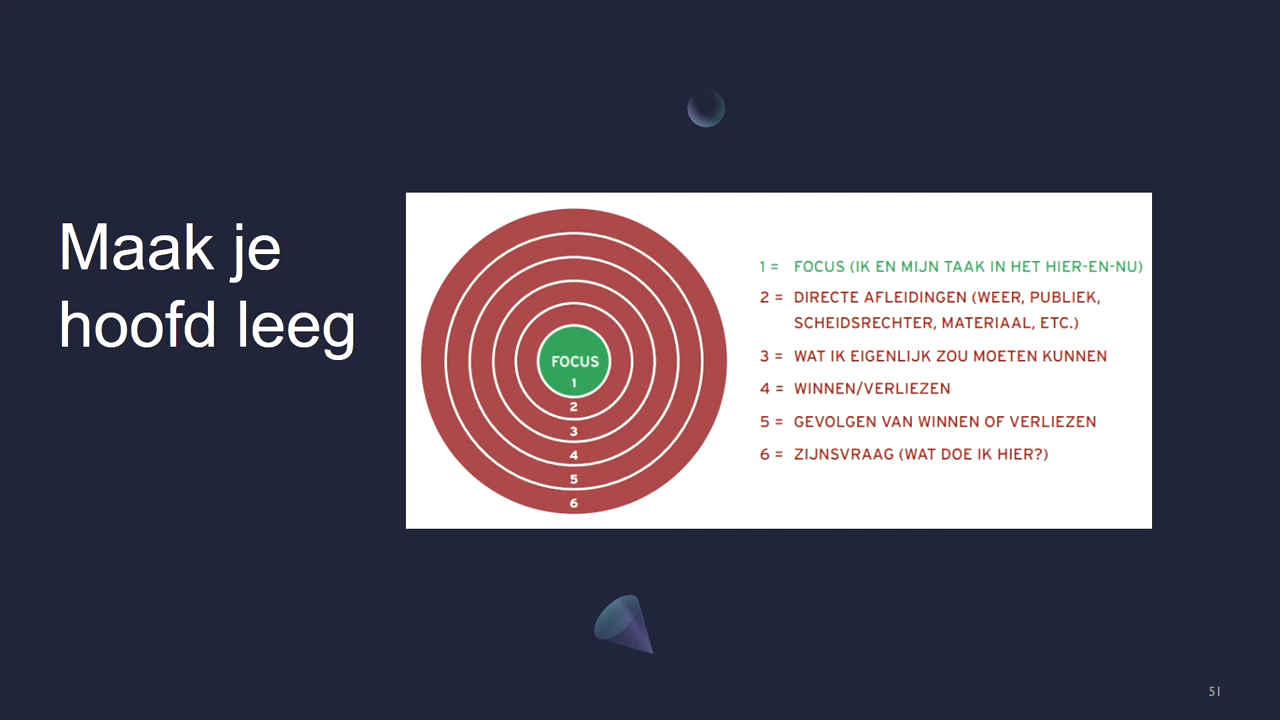 Maak je
hoofd leeg
FOCUS
1
2
3
4
5
6
1 = FOCUS (IK EN MIJN TAAK IN HET HIER-EN-NU)
2 = DIRECTE AFLEIDINGEN (WEER, PUBLIEK,
SCHEIDSRECHTER, MATERIAAL, ETC.)
3 = WAT IK EIGENLIJK ZOU MOETEN KUNNEN
4 = WINNEN/VERLIEZEN
5 = GEVOLGEN VAN WINNEN OF VERLIEZEN
6 = ZIJNSVRAAG (WAT DOE IK HIER?)
51